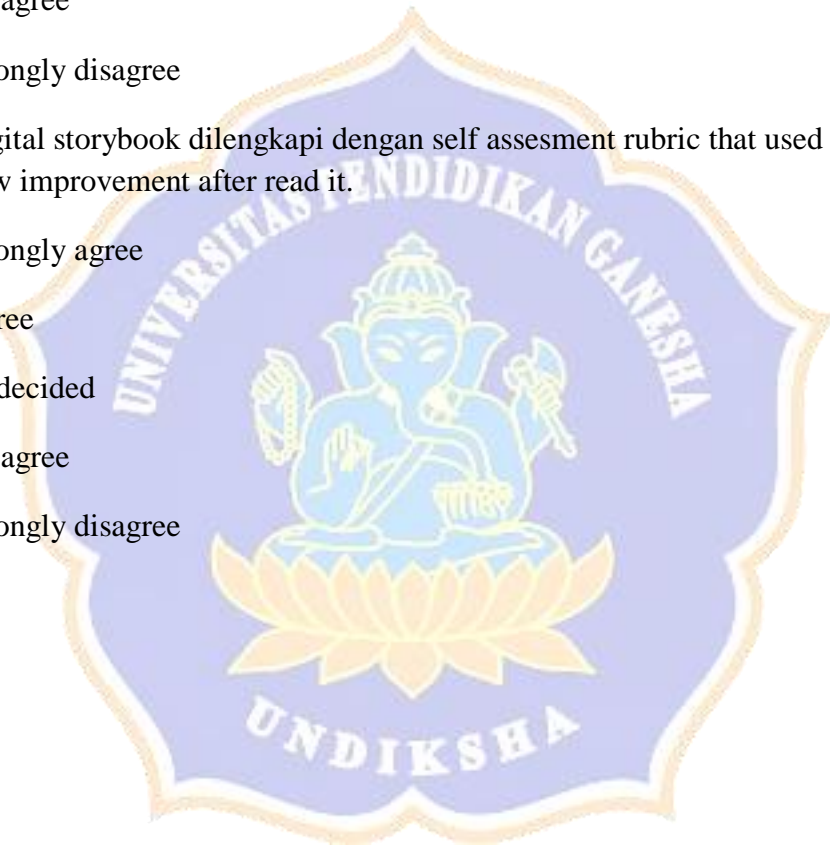 agree
ongly disagree
gital storybook dilengkapi dengan self assesment rubric that used
w improvement after read it.
ongly agree
ree
decided
agree
ongly disagree
UNIVERSITAS PENDIDIKAN GANESHA
UNDIKSHA